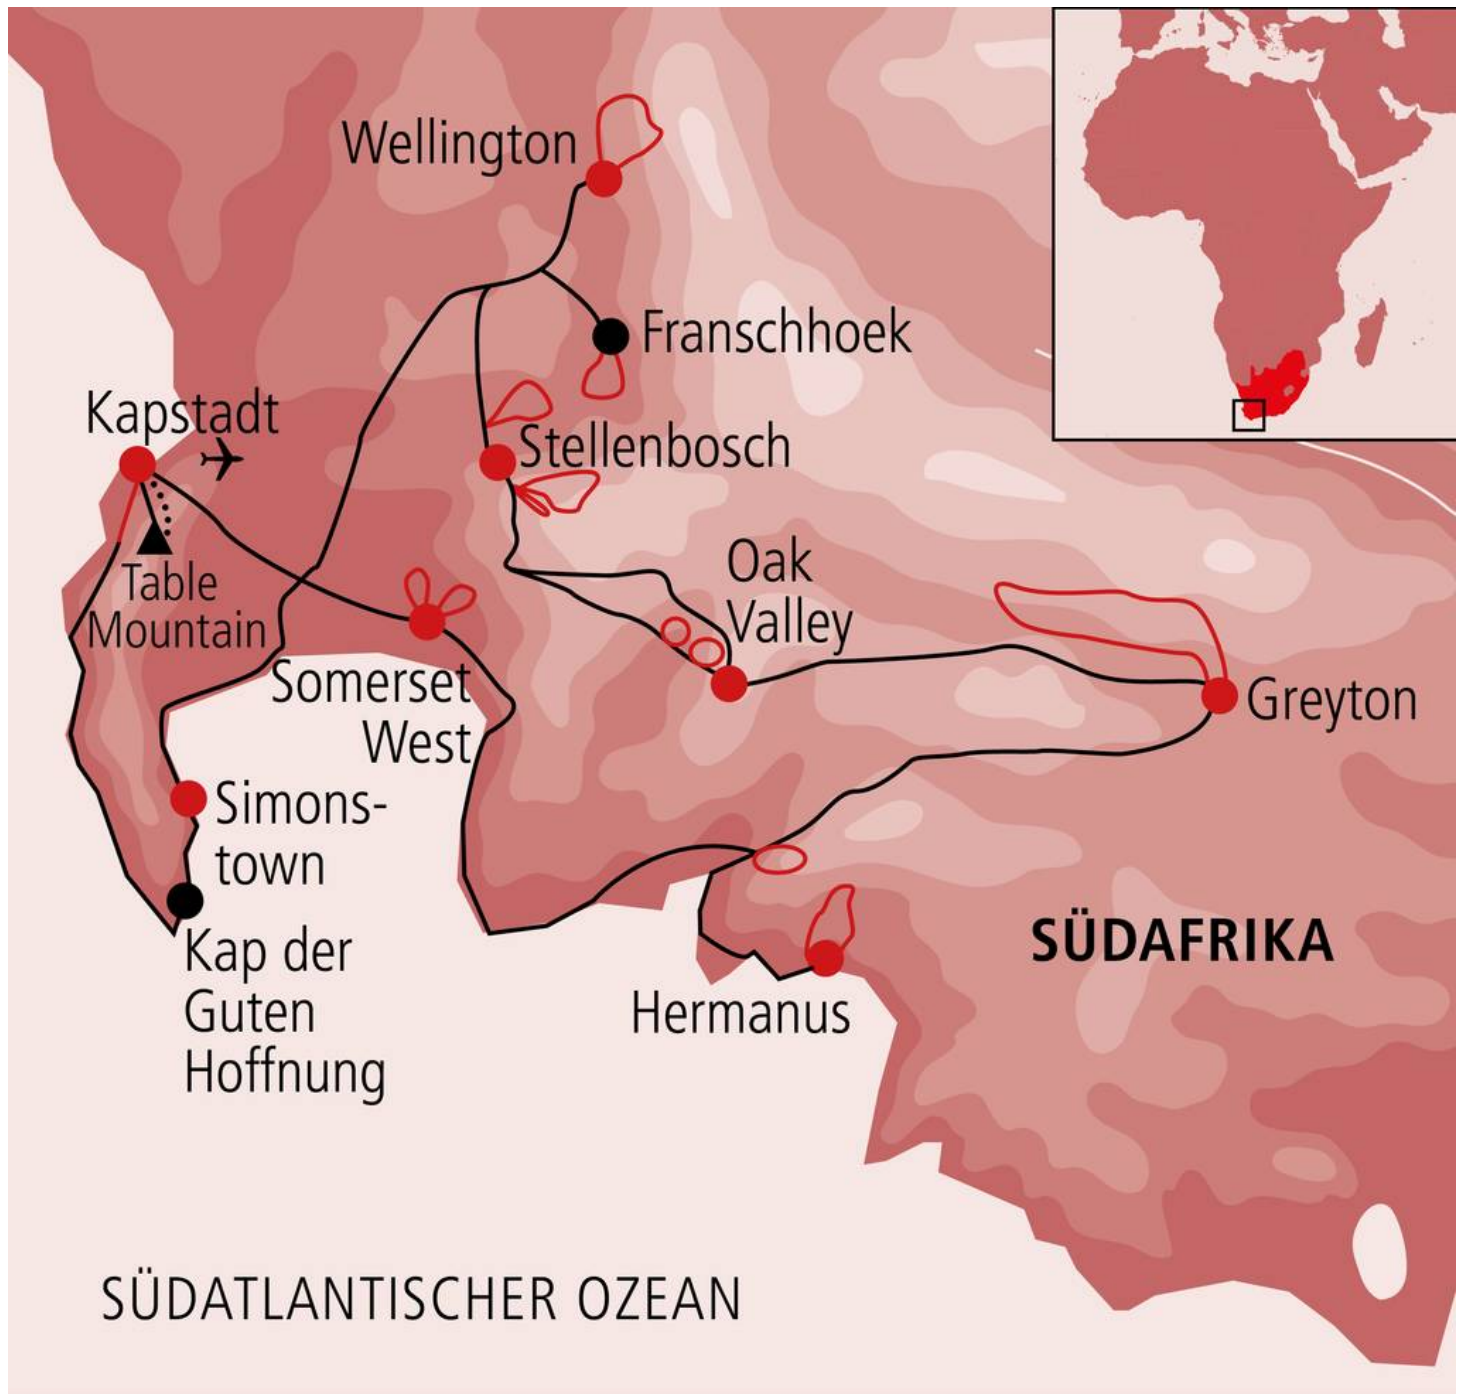 Wellington
Franschhoek
Kapstadt
Stellenbosch
Table
Mountain
Oak
Valley
Somerset
West
Greyton
Simons-
town
Kap der
Guten
Hoffnung
Hermanus
SÜDAFRIKA
SÜDATLANTISCHER OZEAN